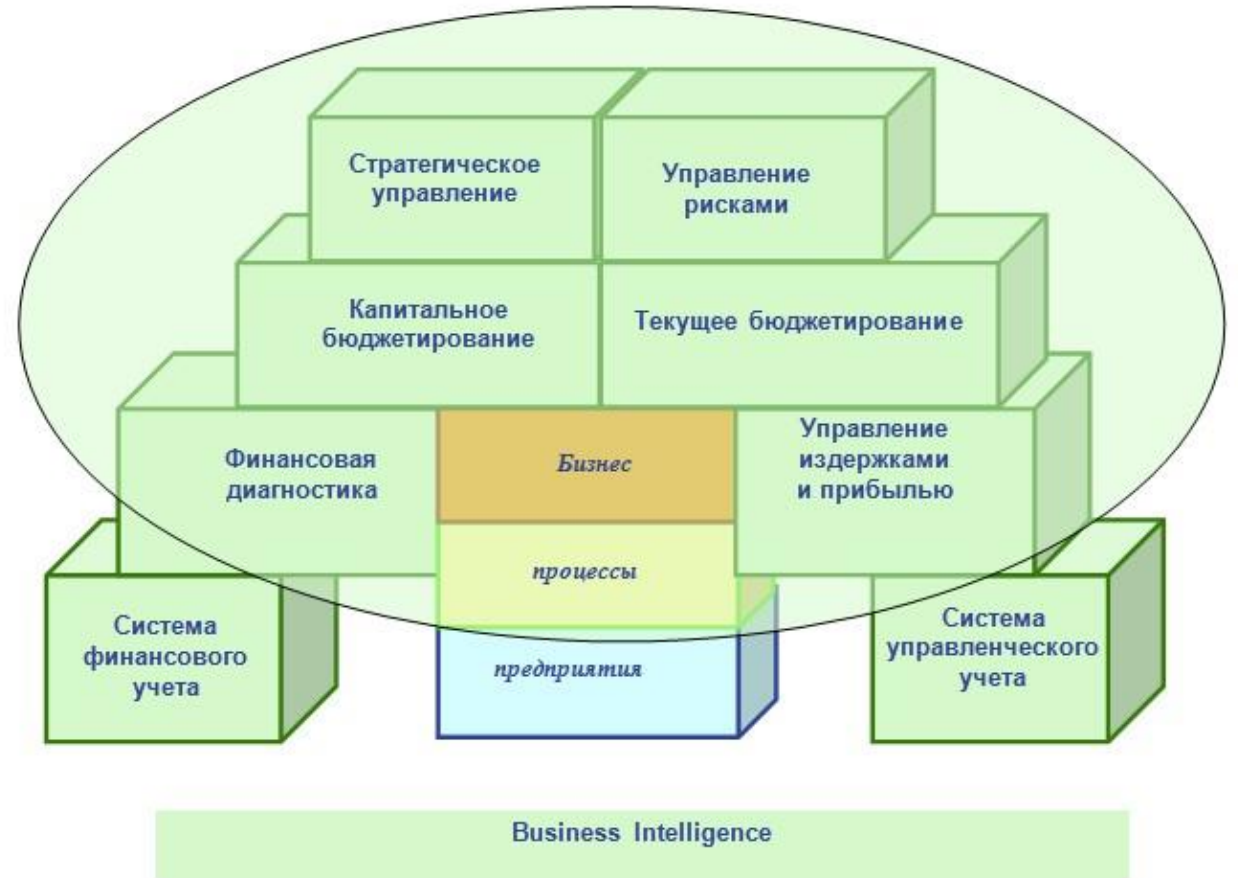 Стратегическое
управление
Управление
рисками
Капитальное
бюджетирование
Текущее бюджетирование
Финансовая
диагностика
Бизнес
Управление
издержками
и прибылью
процессы
Система
финансового
учета
предприятия
Система
управленческого
учета
Business Intelligence